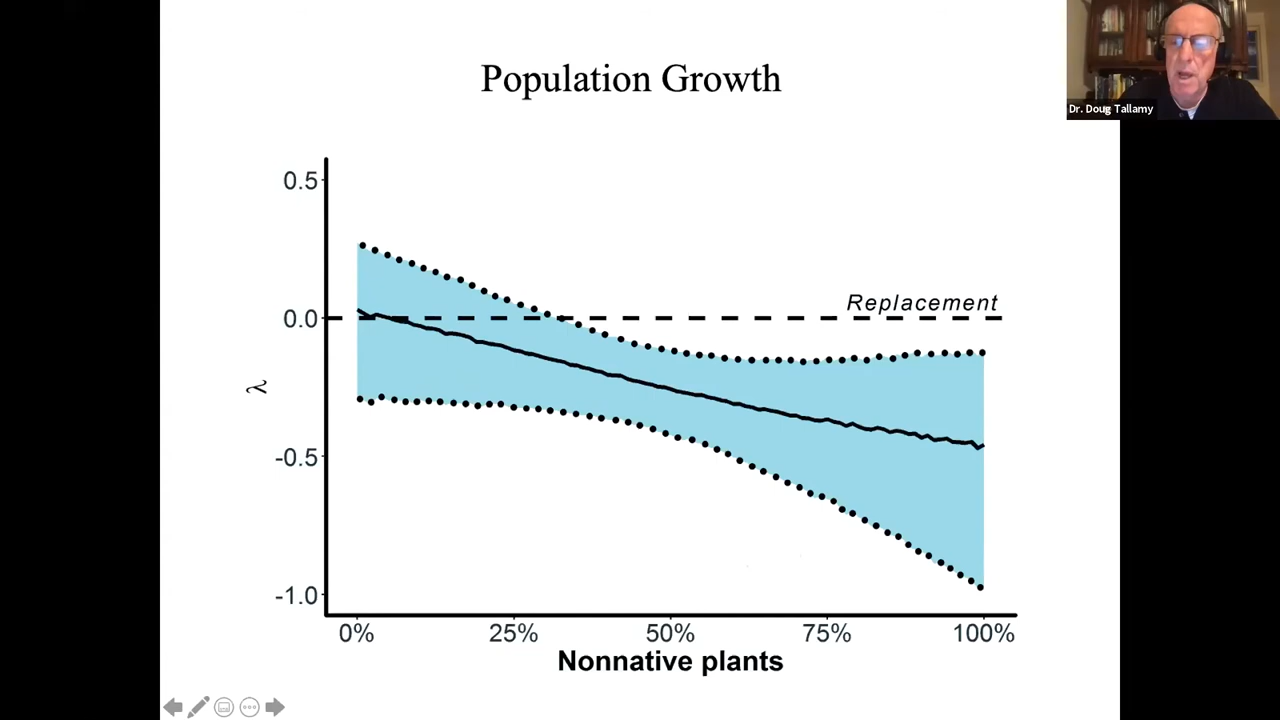 Population Growth
Dr. Doug Tallamy
0.5
Replacement
0.0
λ
-0.5
-1.0
0%
25%
50%
75%
100%
Nonnative plants